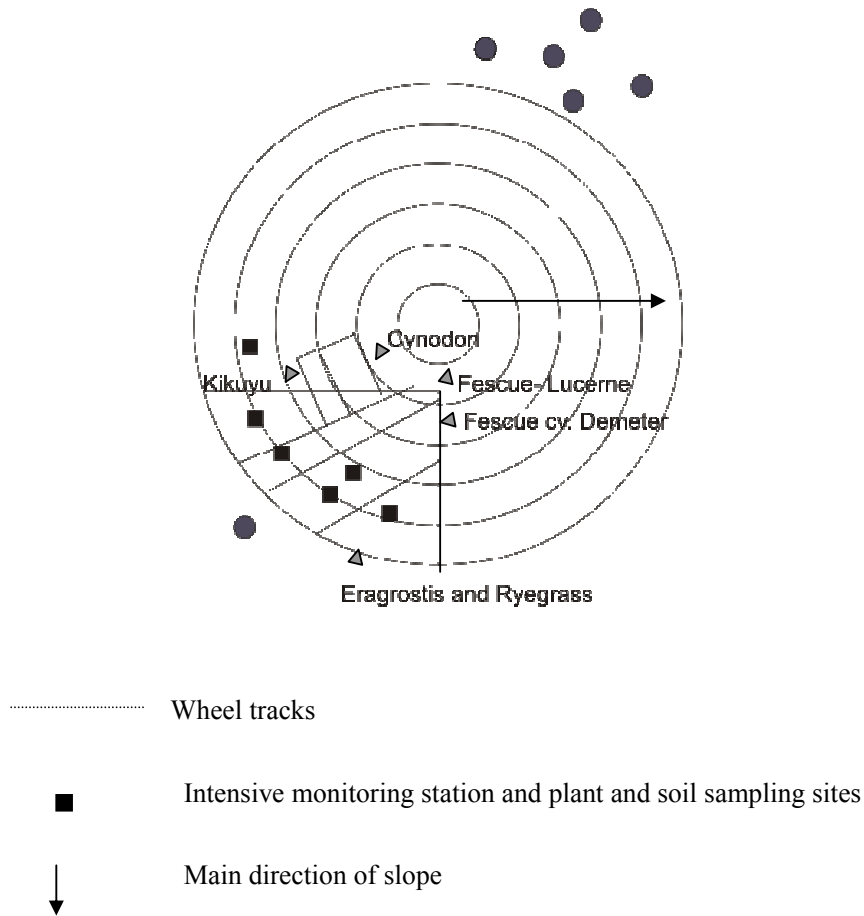 Cynodon
Kikuyu
Fescue- Lucerne
Fescue cv. Demeter
Eragrostis and Ryegrass
Wheel tracks
Intensive monitoring station and plant and soil sampling sites
Main direction of slope